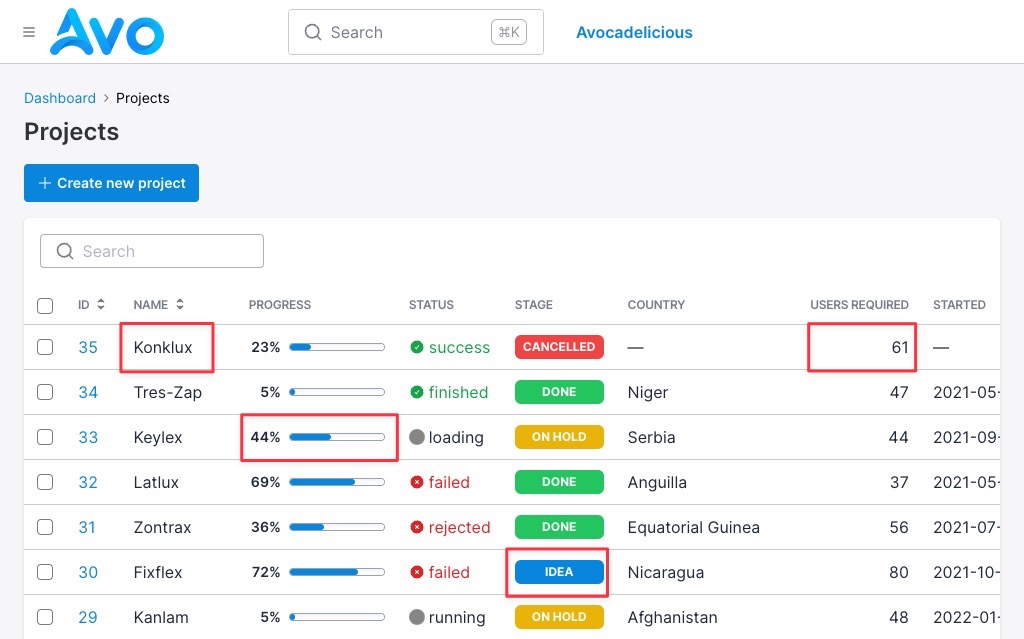 Avo
Search ⌘K
Avocadelicious
Dashboard > Projects
Projects
+ Create new project
Search
ID NAME PROGRESS STATUS STAGE COUNTRY USERS REQUIRED STARTED
35 Konklux 23% success CANCELLED — 61 —
34 Tres-Zap 5% finished DONE Niger 47 2021-05-
33 Keylex 44% loading ON HOLD Serbia 44 2021-09-
32 Latlux 69% failed DONE Anguilla 37 2021-05-
31 Zontrax 36% rejected DONE Equatorial Guinea 56 2021-07-
30 Fixflex 72% failed IDEA Nicaragua 80 2021-10-
29 Kanlam 5% running ON HOLD Afghanistan 48 2022-01-